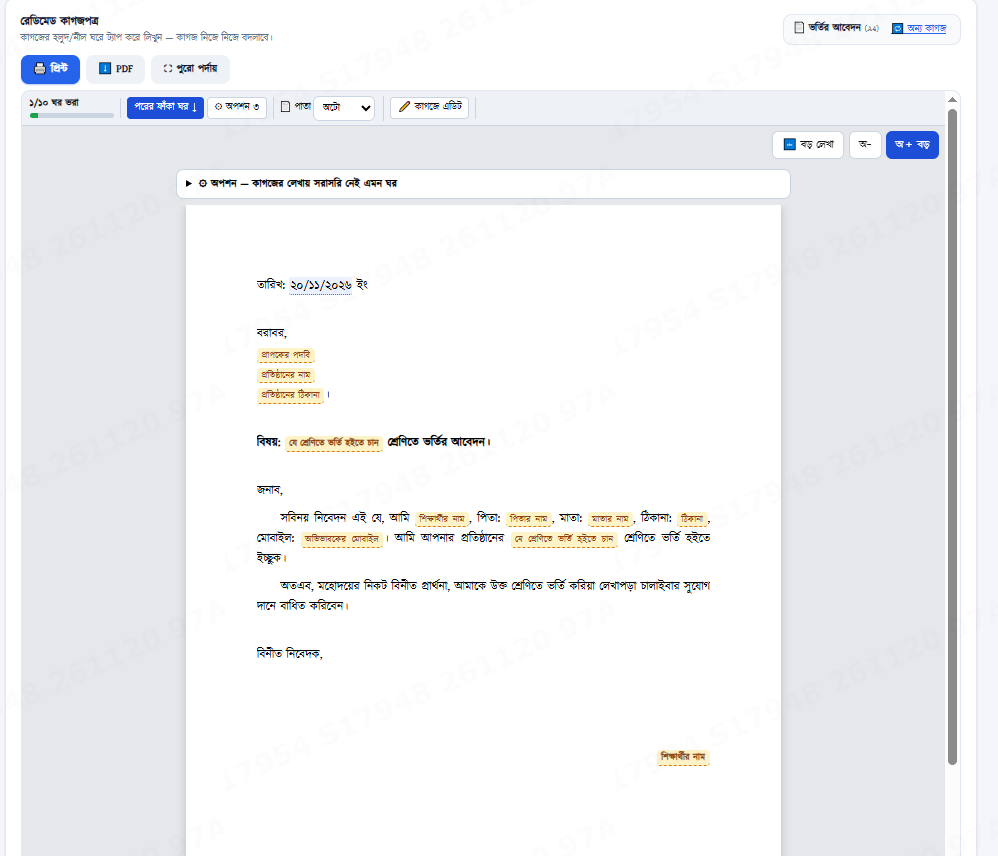 রেডিমেড কাগজপত্র
কাগজের হলুদ/নীল ঘরে ট্যাপ করে লিখুন — কাগজ নিজে নিজে বদলাবে।
ভর্তির আবেদন (A4) অন্য কাগজ
প্রিন্ট PDF পুরো পর্দায়
১/১০ ঘর ভরা
পরের ফাঁকা ঘর ↓ অপশন ৩ পাতা অটো কাগজে এডিট
বড় লেখা অ− অ+ বড়
অপশন — কাগজের লেখায় সরাসরি নেই এমন ঘর
তারিখ: ২০/১১/২০২৬ ইং
বরাবর,
প্রাপকের পদবি
প্রতিষ্ঠানের নাম
প্রতিষ্ঠানের ঠিকানা ।
বিষয়: যে শ্রেণিতে ভর্তি হইতে চান শ্রেণিতে ভর্তির আবেদন।
জনাব,
সবিনয় নিবেদন এই যে, আমি শিক্ষার্থীর নাম, পিতা: পিতার নাম, মাতা: মাতার নাম, ঠিকানা: ঠিকানা,
মোবাইল: অভিভাবকের মোবাইল। আমি আপনার প্রতিষ্ঠানের যে শ্রেণিতে ভর্তি হইতে চান শ্রেণিতে ভর্তি হইতে
ইচ্ছুক।
অতএব, মহোদয়ের নিকট বিনীত প্রার্থনা, আমাকে উক্ত শ্রেণিতে ভর্তি করিয়া লেখাপড়া চালাইবার সুযোগ
দানে বাধিত করিবেন।
বিনীত নিবেদক,
শিক্ষার্থীর নাম